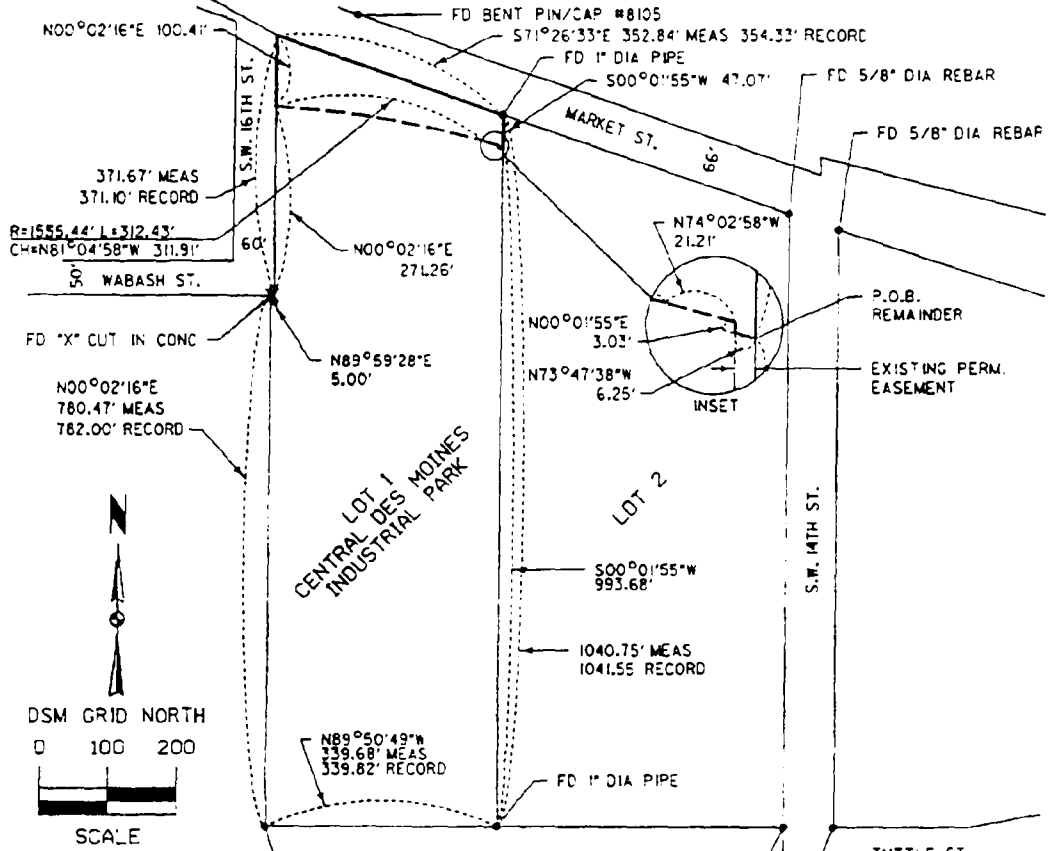 FD BENT PIN/CAP #8105
N00°02'16"E 100.41'
S71°26'33"E 352.84' MEAS 354.33' RECORD
FD 1" DIA PIPE
S00°01'55"W 47.07'
FD 5/8" DIA REBAR
FD 5/8" DIA REBAR
S.W. 16TH ST.
MARKET ST.
66'
371.67' MEAS
371.10' RECORD
R=1555.44' L=312.43'
CH=N81°04'58"W 311.91'
60'
50'
WABASH ST.
N00°02'16"E
271.26'
N74°02'58"W
21.21'
P.O.B.
REMAINDER
N00°01'55"E
3.03'
FD "X" CUT IN CONC
N89°59'28"E
5.00'
N73°47'38"W
6.25'
EXISTING PERM.
EASEMENT
INSET
N00°02'16"E
780.47' MEAS
782.00' RECORD
LOT 1
CENTRAL DES MOINES
INDUSTRIAL PARK
LOT 2
S.W. 14TH ST.
S00°01'55"W
993.68'
1040.75' MEAS
1041.55 RECORD
N
DSM GRID NORTH
0 100 200
SCALE
N89°50'49"W
339.68' MEAS
339.82' RECORD
FD 1" DIA PIPE